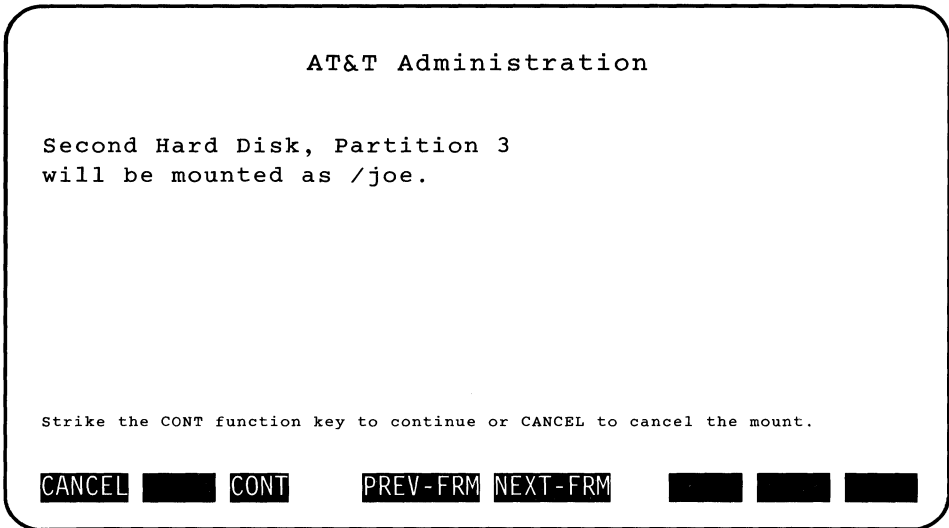 AT&T Administration
Second Hard Disk, Partition 3
will be mounted as /joe.
Strike the CONT function key to continue or CANCEL to cancel the mount.
CANCEL CONT PREV-FRM NEXT-FRM